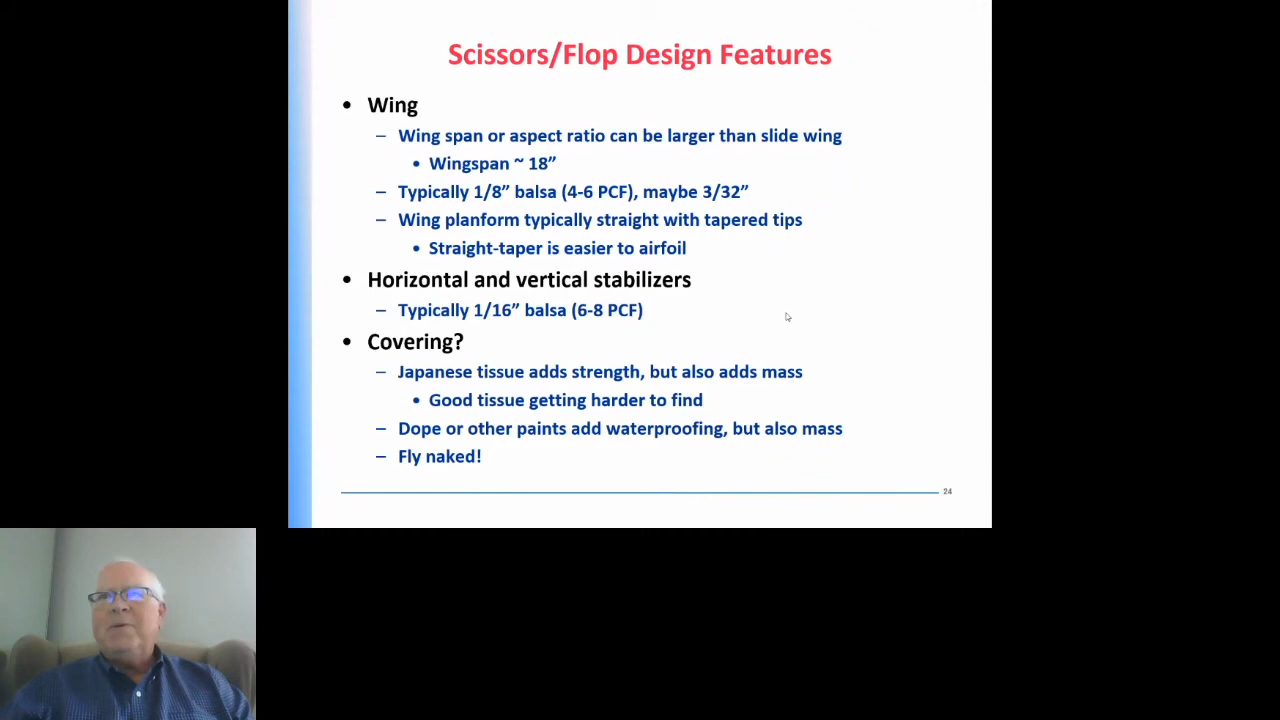 Scissors/Flop Design Features
• Wing
– Wing span or aspect ratio can be larger than slide wing
• Wingspan ~ 18”
– Typically 1/8” balsa (4-6 PCF), maybe 3/32”
– Wing planform typically straight with tapered tips
• Straight-taper is easier to airfoil
• Horizontal and vertical stabilizers
– Typically 1/16” balsa (6-8 PCF)
• Covering?
– Japanese tissue adds strength, but also adds mass
• Good tissue getting harder to find
– Dope or other paints add waterproofing, but also mass
– Fly naked!
24